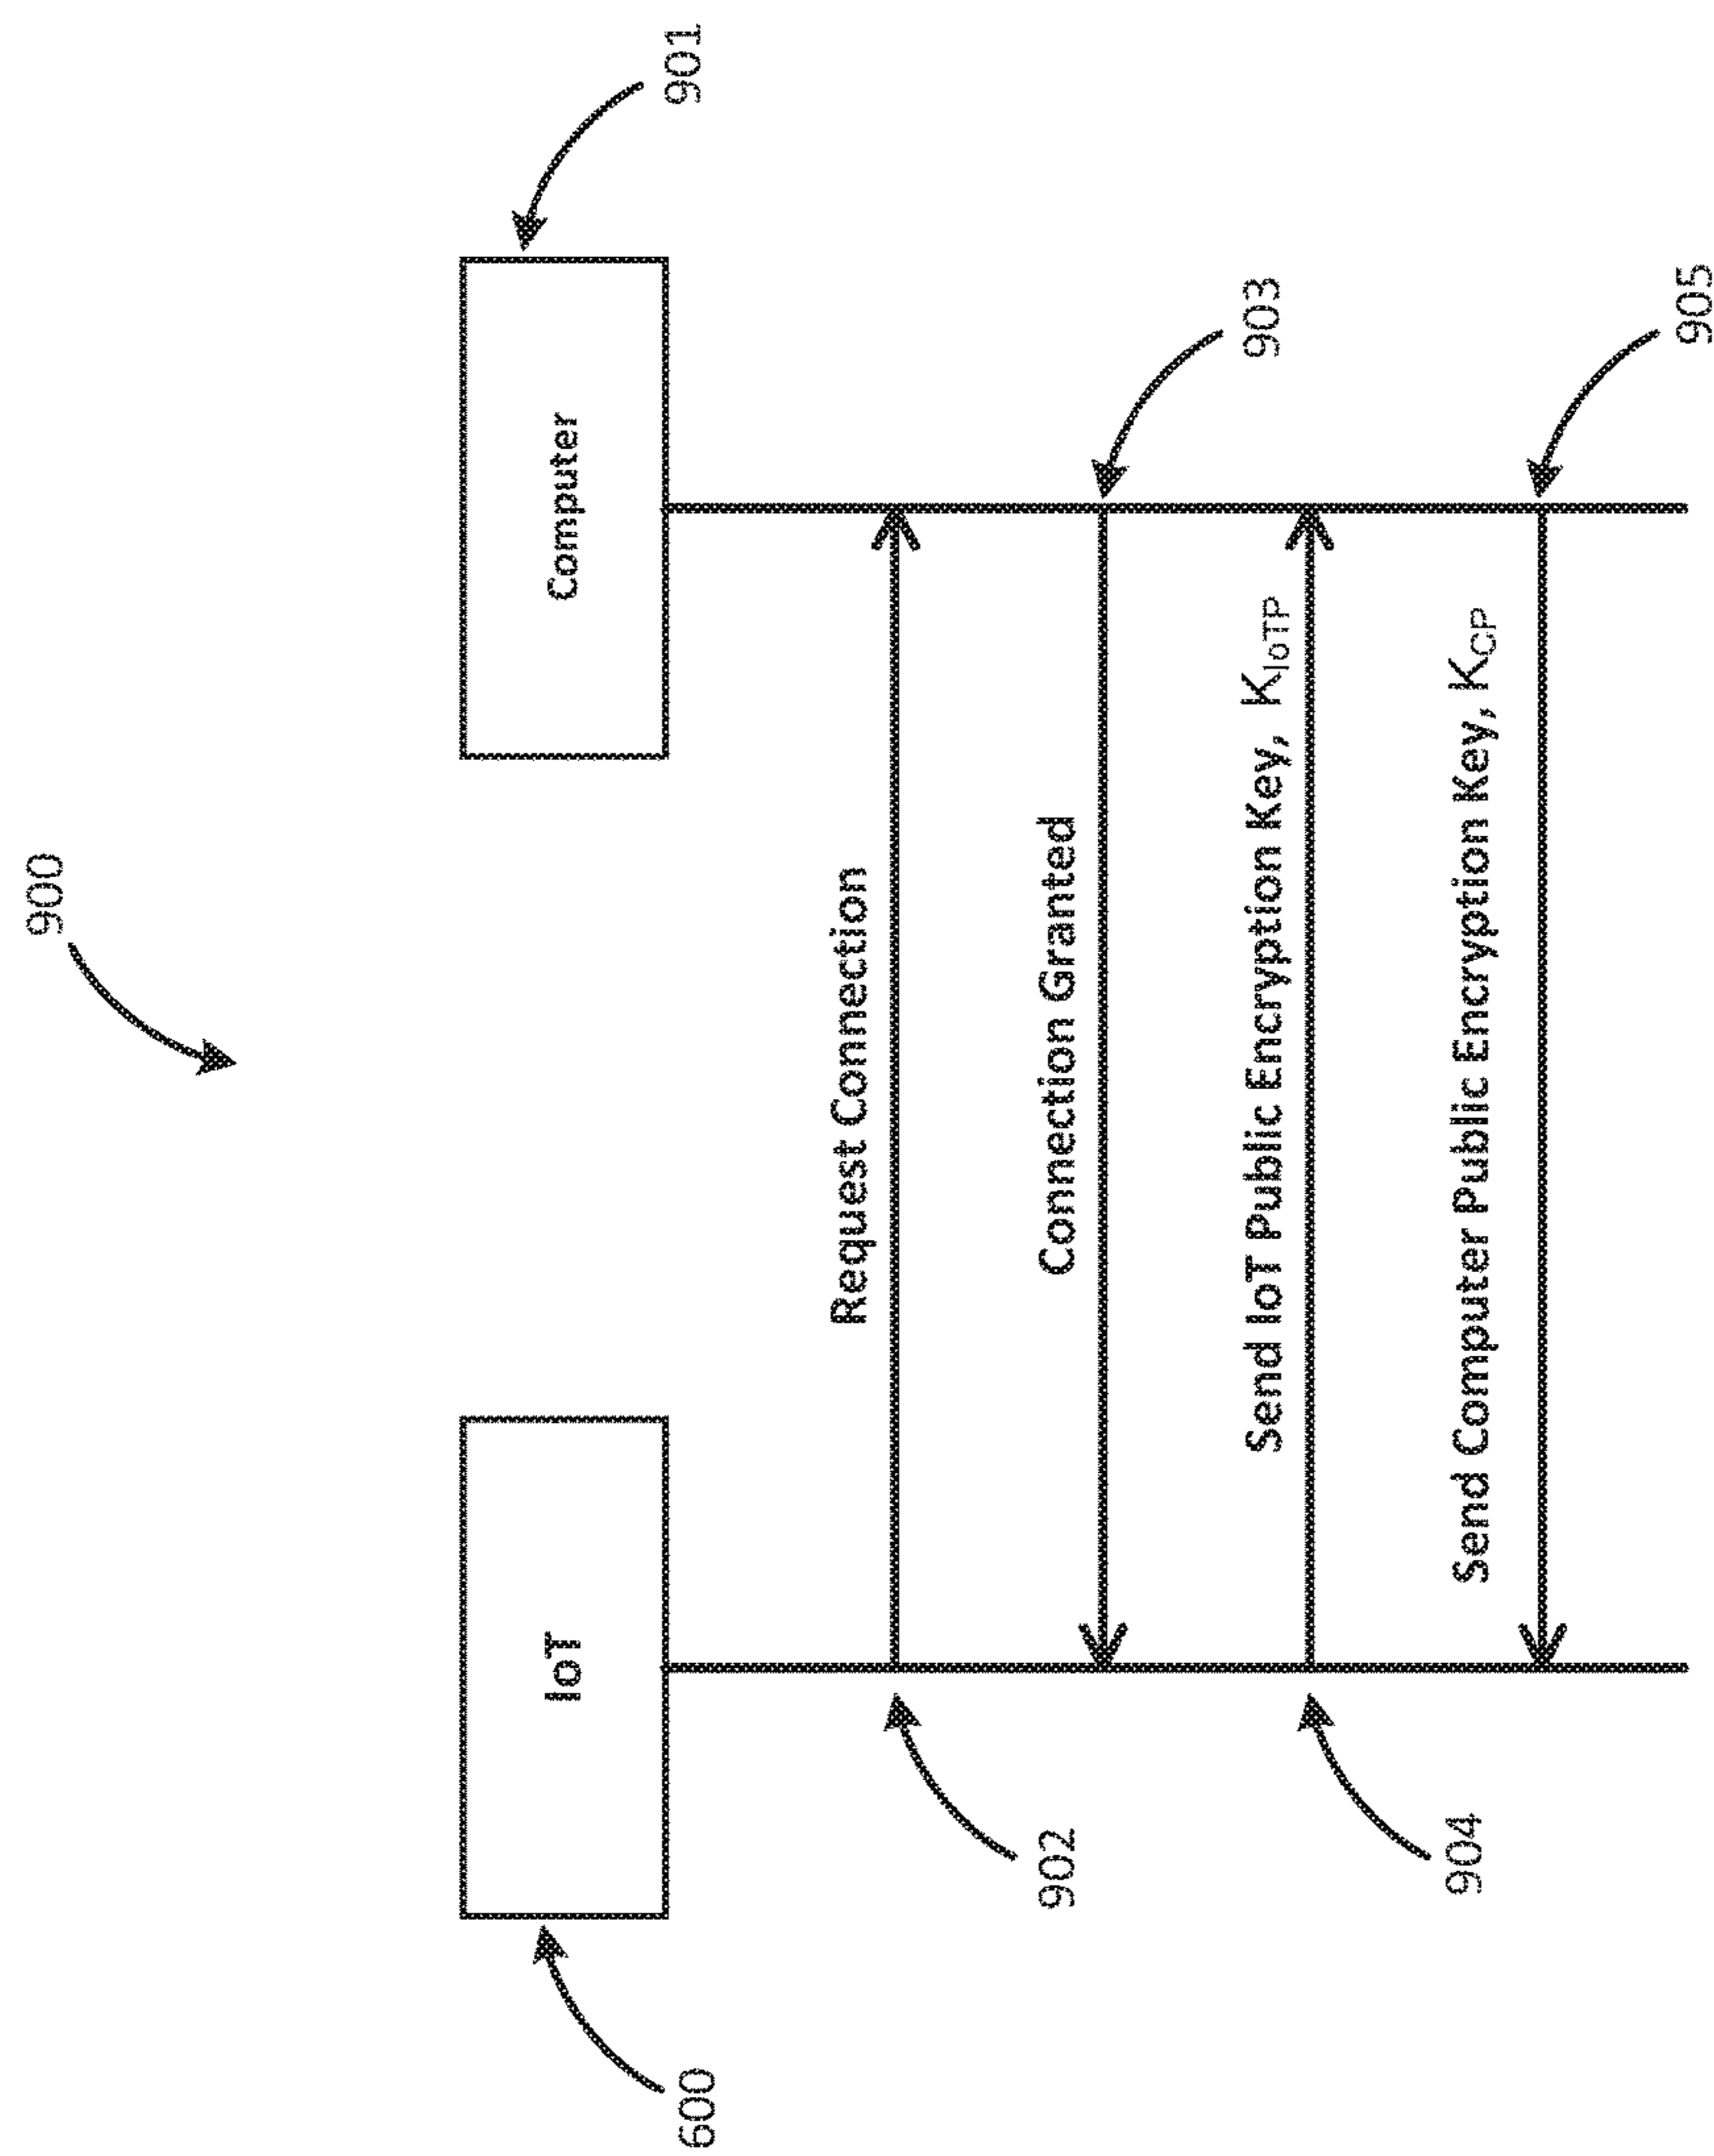 900
600
IoT
Computer
901
Request Connection
902
Connection Granted
903
Send IoT Public Encryption Key, K_IoTP
904
Send Computer Public Encryption Key, K_CP
905